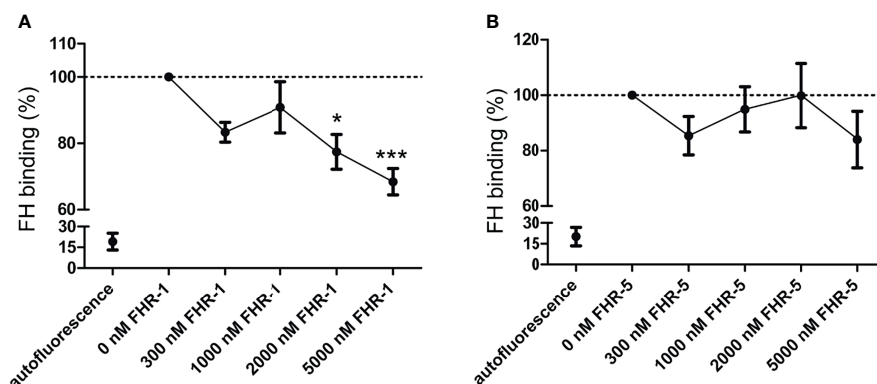 A
FH binding (%)
110
100
80
60
30
15
0
*
***
autofluorescence
0 nM FHR-1
300 nM FHR-1
1000 nM FHR-1
2000 nM FHR-1
5000 nM FHR-1
B
FH binding (%)
120
100
80
60
30
15
0
autofluorescence
0 nM FHR-5
300 nM FHR-5
1000 nM FHR-5
2000 nM FHR-5
5000 nM FHR-5